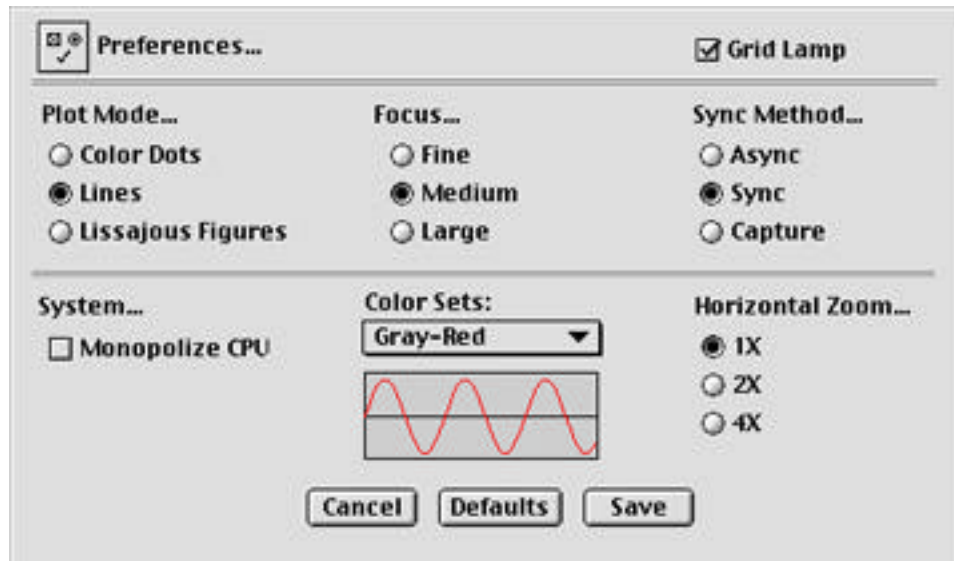 Preferences...
Grid Lamp
Plot Mode...
Color Dots
Lines
Lissajous Figures
Focus...
Fine
Medium
Large
Sync Method...
Async
Sync
Capture
System...
Monopolize CPU
Color Sets:
Gray-Red
Horizontal Zoom...
1X
2X
4X
Cancel
Defaults
Save